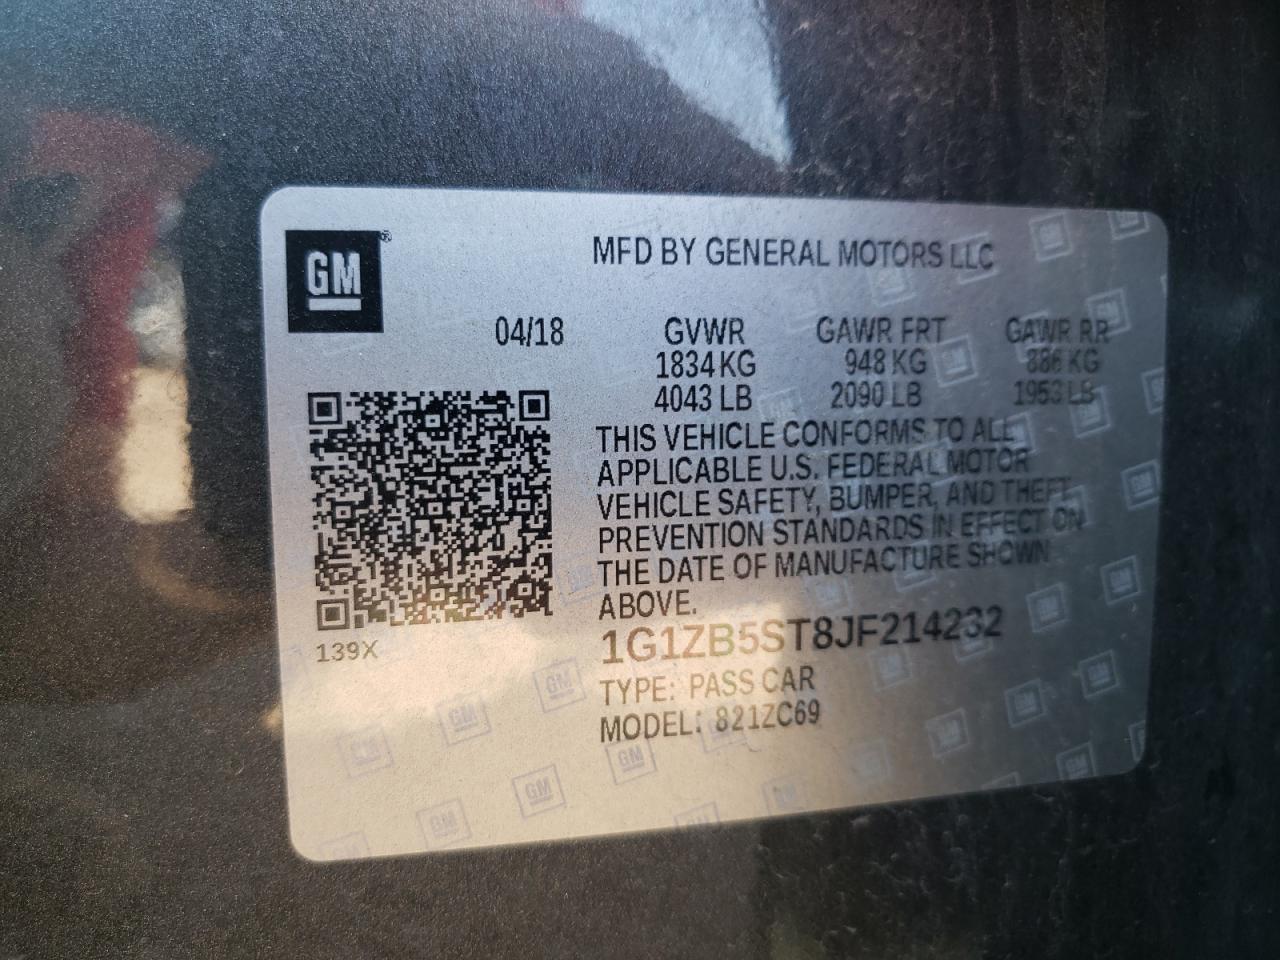 GM®
MFD BY GENERAL MOTORS LLC
04/18 GVWR GAWR FRT GAWR RR
1834 KG 948 KG 886 KG
4043 LB 2090 LB 1953 LB
THIS VEHICLE CONFORMS TO ALL
APPLICABLE U.S. FEDERAL MOTOR
VEHICLE SAFETY, BUMPER, AND THEFT
PREVENTION STANDARDS IN EFFECT ON
THE DATE OF MANUFACTURE SHOWN
ABOVE.
139X
1G1ZB5ST8JF214232
TYPE: PASS CAR
MODEL: 821ZC69